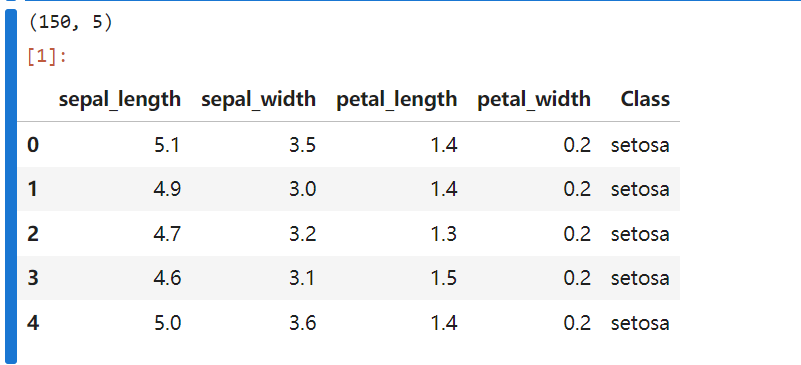 (150, 5)
[1]:
sepal_length sepal_width petal_length petal_width Class
0 5.1 3.5 1.4 0.2 setosa
1 4.9 3.0 1.4 0.2 setosa
2 4.7 3.2 1.3 0.2 setosa
3 4.6 3.1 1.5 0.2 setosa
4 5.0 3.6 1.4 0.2 setosa